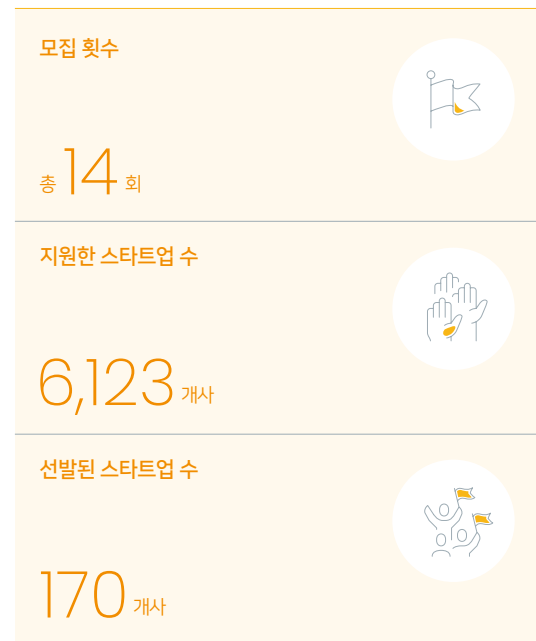 모집 횟수
총 14 회
지원한 스타트업 수
6,123 개사
선발된 스타트업 수
170 개사